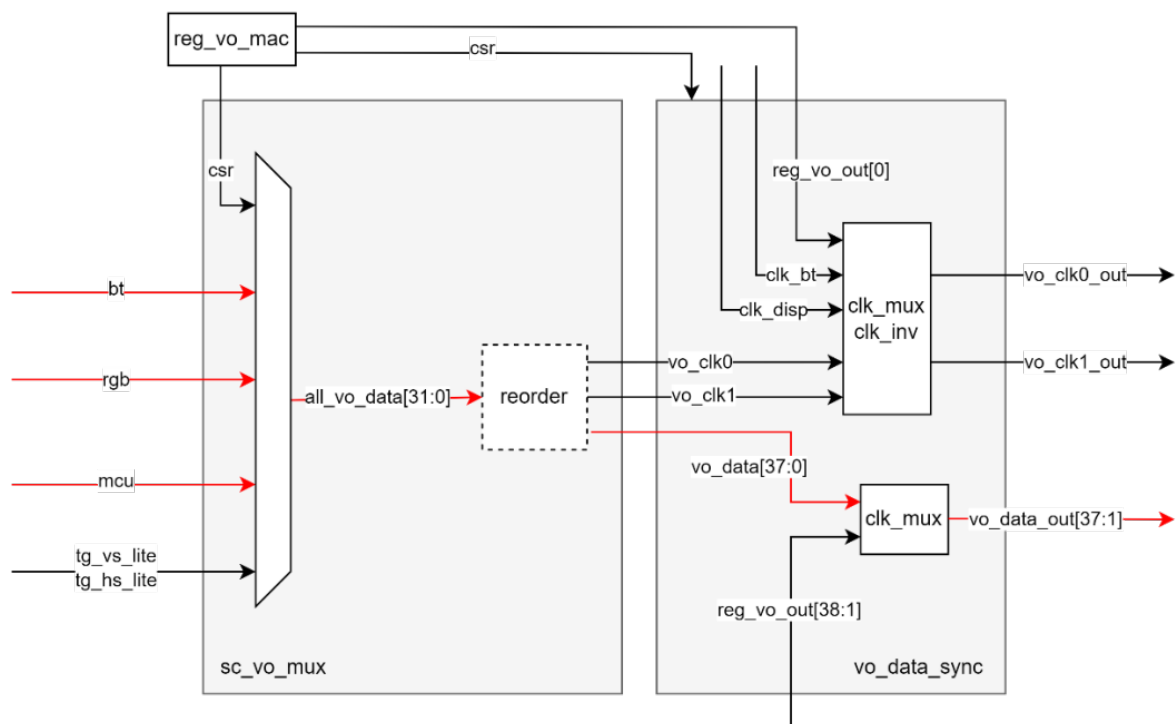 reg_vo_mac
csr
csr
reg_vo_out[0]
bt
clk_bt
vo_clk0_out
clk_disp
clk_mux
clk_inv
rgb
all_vo_data[31:0]
reorder
vo_clk0
vo_clk1_out
vo_clk1
mcu
vo_data[37:0]
clk_mux
vo_data_out[37:1]
tg_vs_lite
tg_hs_lite
reg_vo_out[38:1]
sc_vo_mux
vo_data_sync